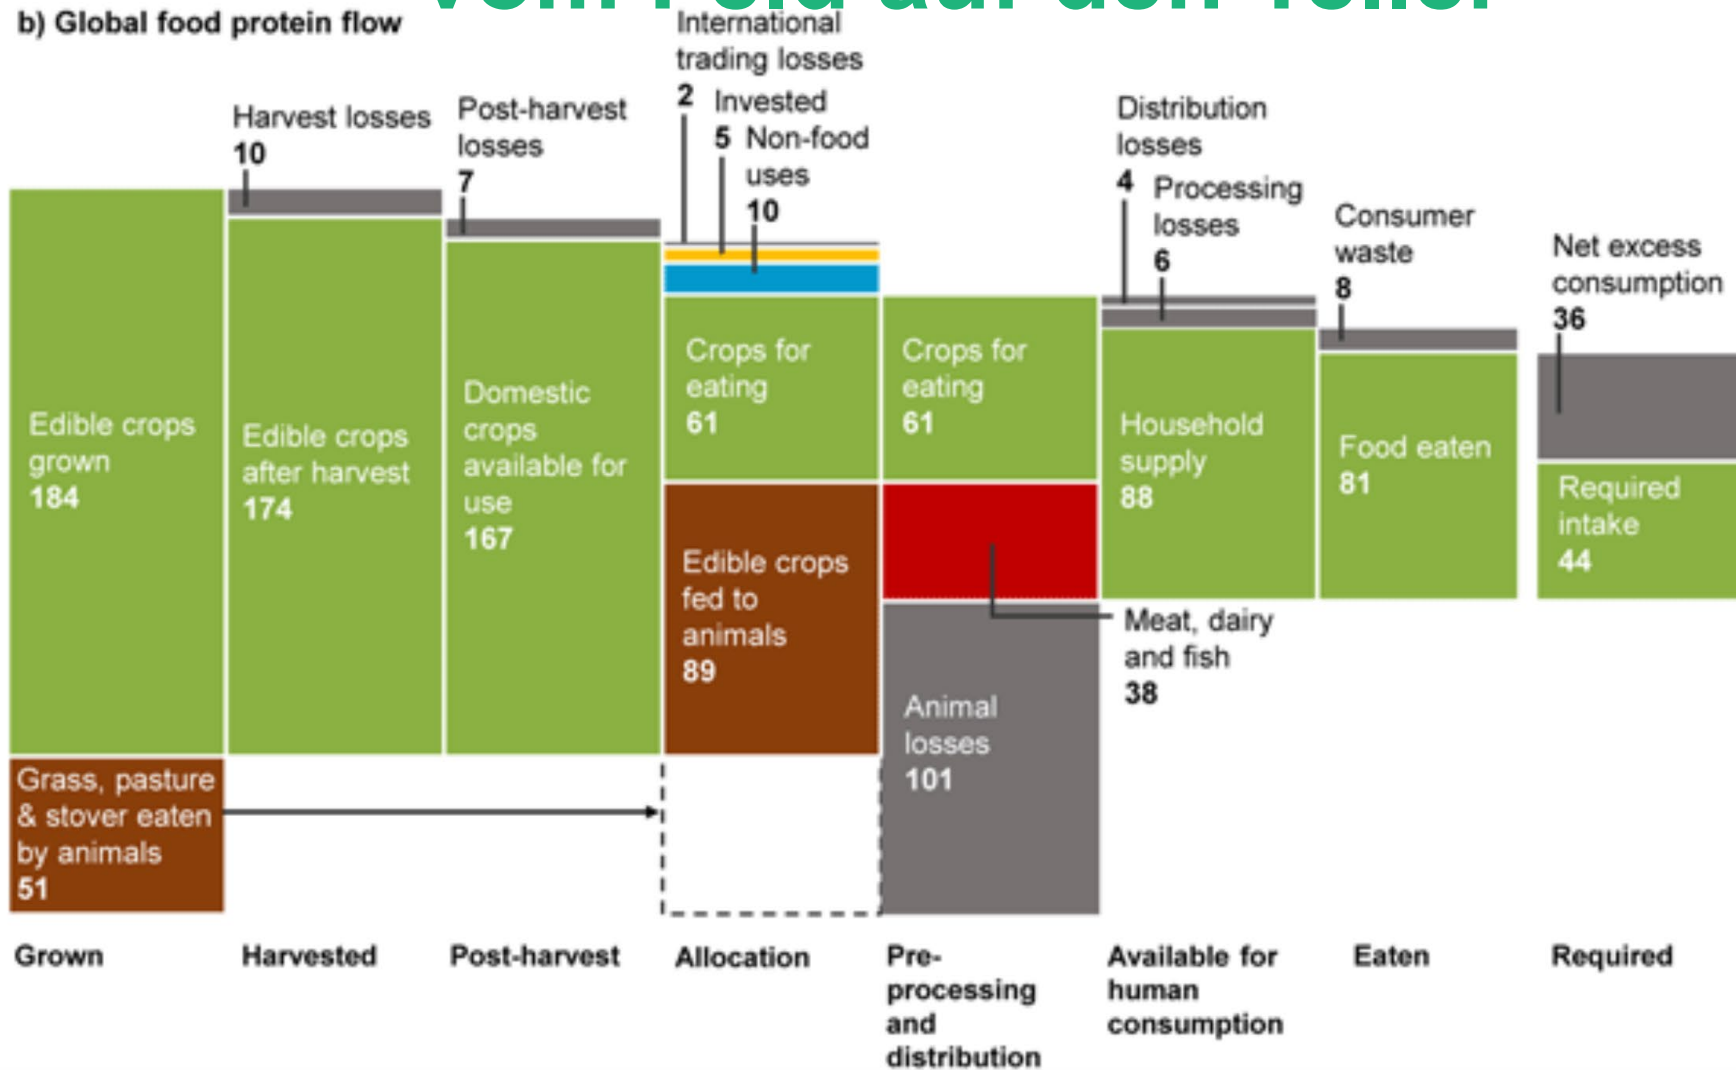 vom Feld auf den Teller
b) Global food protein flow
Harvest losses
10
Post-harvest
losses
7
International
trading losses
2
Invested
5
Non-food
uses
10
Distribution
losses
4
Processing
losses
6
Consumer
waste
8
Net excess
consumption
36
Edible crops
grown
184
Edible crops
after harvest
174
Domestic
crops
available for
use
167
Crops for
eating
61
Crops for
eating
61
Household
supply
88
Food eaten
81
Required
intake
44
Edible crops
fed to
animals
89
Meat, dairy
and fish
38
Animal
losses
101
Grass, pasture
& stover eaten
by animals
51
Grown
Harvested
Post-harvest
Allocation
Pre-
processing
and
distribution
Available for
human
consumption
Eaten
Required